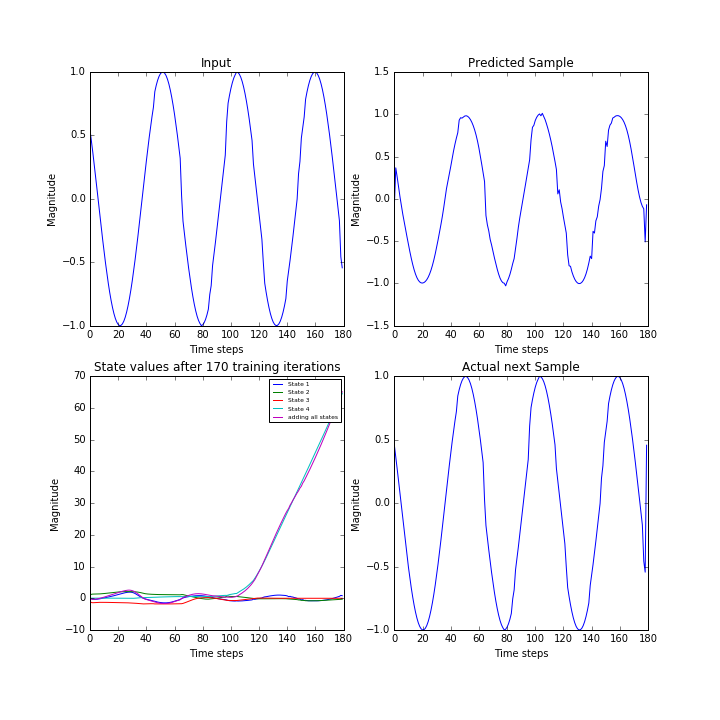 Input
Magnitude
1.0
0.5
0.0
−0.5
−1.0
0 20 40 60 80 100 120 140 160 180
Time steps
Predicted Sample
Magnitude
1.5
1.0
0.5
0.0
−0.5
−1.0
−1.5
0 20 40 60 80 100 120 140 160 180
Time steps
State values after 170 training iterations
Magnitude
70
60
50
40
30
20
10
0
−10
State 1
State 2
State 3
State 4
adding all states
0 20 40 60 80 100 120 140 160 180
Time steps
Actual next Sample
Magnitude
1.0
0.5
0.0
−0.5
−1.0
0 20 40 60 80 100 120 140 160 180
Time steps